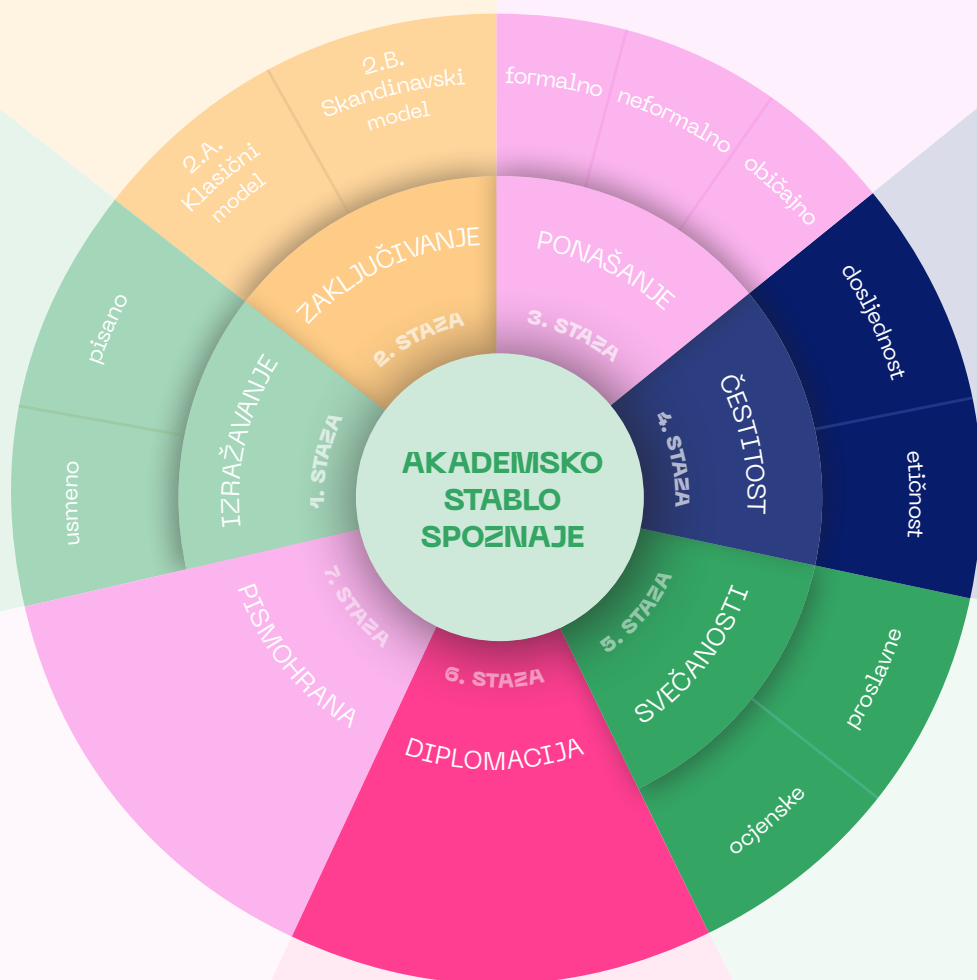 AKADEMSKO
STABLO
SPOZNAJE
1. STAZA
IZRAŽAVANJE
usmeno
pisano
2. STAZA
ZAKLJUČIVANJE
2.A.
Klasični
model
2.B.
Skandinavski
model
3. STAZA
PONAŠANJE
formalno
neformalno
običajno
4. STAZA
ČESTITOST
dosljednost
etičnost
5. STAZA
SVEČANOSTI
proslavne
ocjenske
6. STAZA
DIPLOMACIJA
7. STAZA
PISMOHRANA